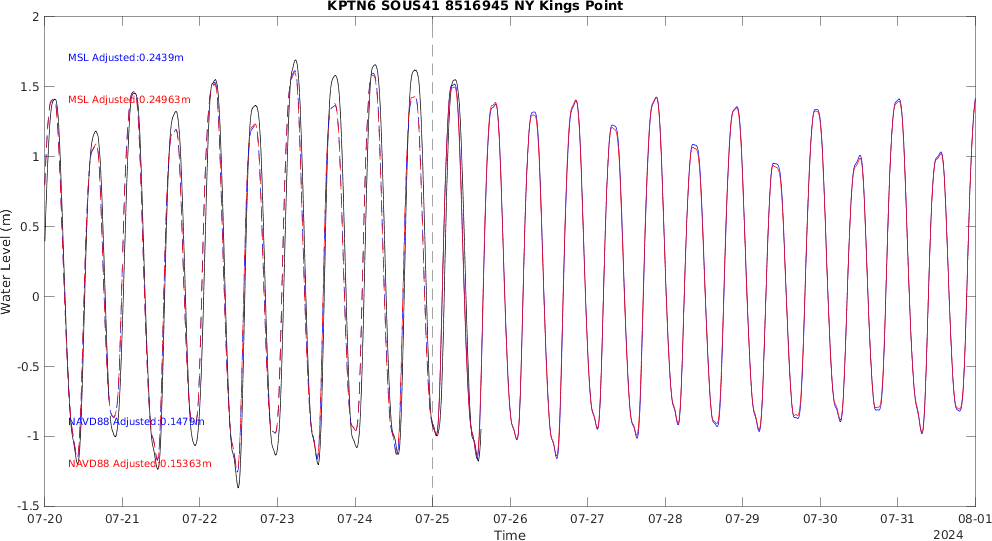 KPTN6 SOUS41 8516945 NY Kings Point
2
1.5
1
0.5
0
-0.5
-1
-1.5
Water Level (m)
MSL Adjusted:0.2439m
MSL Adjusted:0.24963m
NAVD88 Adjusted:0.1479m
NAVD88 Adjusted:0.15363m
07-20 07-21 07-22 07-23 07-24 07-25 07-26 07-27 07-28 07-29 07-30 07-31 08-01
Time
2024